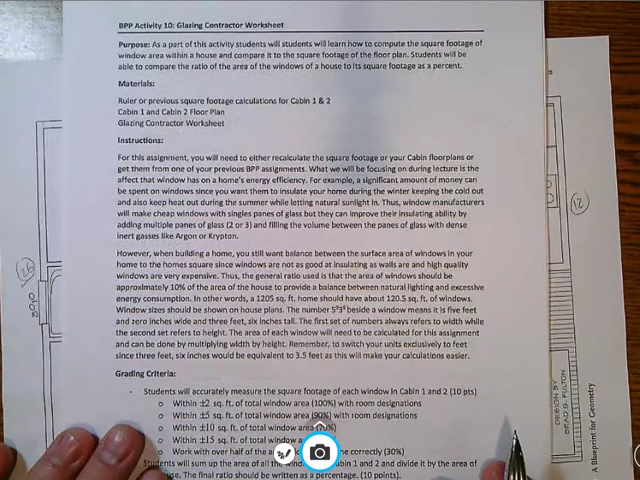 BPP Activity 10: Glazing Contractor Worksheet
Purpose: As a part of this activity students will students will learn how to compute the square footage of
window area within a house and compare it to the square footage of the floor plan. Students will be
able to compare the ratio of the area of the windows of a house to its square footage as a percent.
Materials:
Ruler or previous square footage calculations for Cabin 1 & 2
Cabin 1 and Cabin 2 Floor Plan
Glazing Contractor Worksheet
Instructions:
For this assignment, you will need to either recalculate the square footage or your Cabin floorplans or
get them from one of your previous BPP assignments. What we will be focusing on during lecture is the
affect that window has on a home's energy efficiency. For example, a significant amount of money can
be spent on windows since you want them to insulate your home during the winter keeping the cold out
and also keep heat out during the summer while letting natural sunlight in. Thus, window manufacturers
will make cheap windows with singles panes of glass but they can improve their insulating ability by
adding multiple panes of glass (2 or 3) and filling the volume between the panes of glass with dense
inert gasses like Argon or Krypton.
However, when building a home, you still want balance between the surface area of windows in your
home to the homes square since windows are not as good at insulating as walls are and high quality
windows are very expensive. Thus, the general ratio used is that the area of windows should be
approximately 10% of the area of the house to provide a balance between natural lighting and excessive
energy consumption. In other words, a 1205 sq. ft. home should have about 120.5 sq. ft. of windows.
Window sizes should be shown on house plans. The number 5⁰3⁶ beside a window means it is five feet
and zero inches wide and three feet, six inches tall. The first set of numbers always refers to width while
the second set refers to height. The area of each window will need to be calculated for this assignment
and can be done by multiplying width by height. Remember, to switch your units exclusively to feet
since three feet, six inches would be equivalent to 3.5 feet as this will make your calculations easier.
Grading Criteria:
- Students will accurately measure the square footage of each window in Cabin 1 and 2 (10 pts)
o Within ±2 sq. ft. of total window area (100%) with room designations
o Within ±5 sq. ft. of total window area (90%) with room designations
o Within ±10 sq. ft. of total window area
o Within ±15 sq. ft. of total window
o Work with over half of the correctly (30%)
Students will sum up the area of all the Cabin 1 and 2 and divide it by the area of
use. The final ratio should be written as a percentage. (10 points).
26
3010
12
DESIGN BY
BRAD B. FULTON
A Blueprint for Geometry